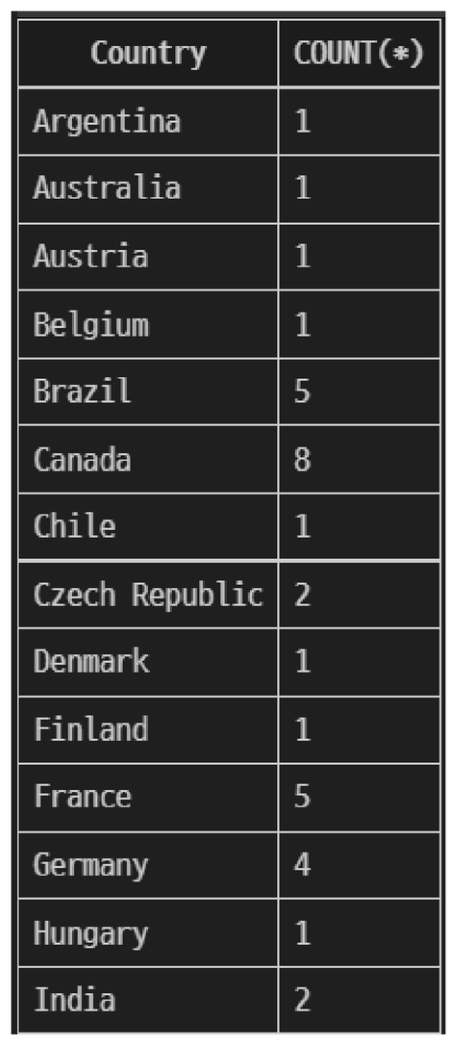 Country COUNT(*)
Argentina 1
Australia 1
Austria 1
Belgium 1
Brazil 5
Canada 8
Chile 1
Czech Republic 2
Denmark 1
Finland 1
France 5
Germany 4
Hungary 1
India 2